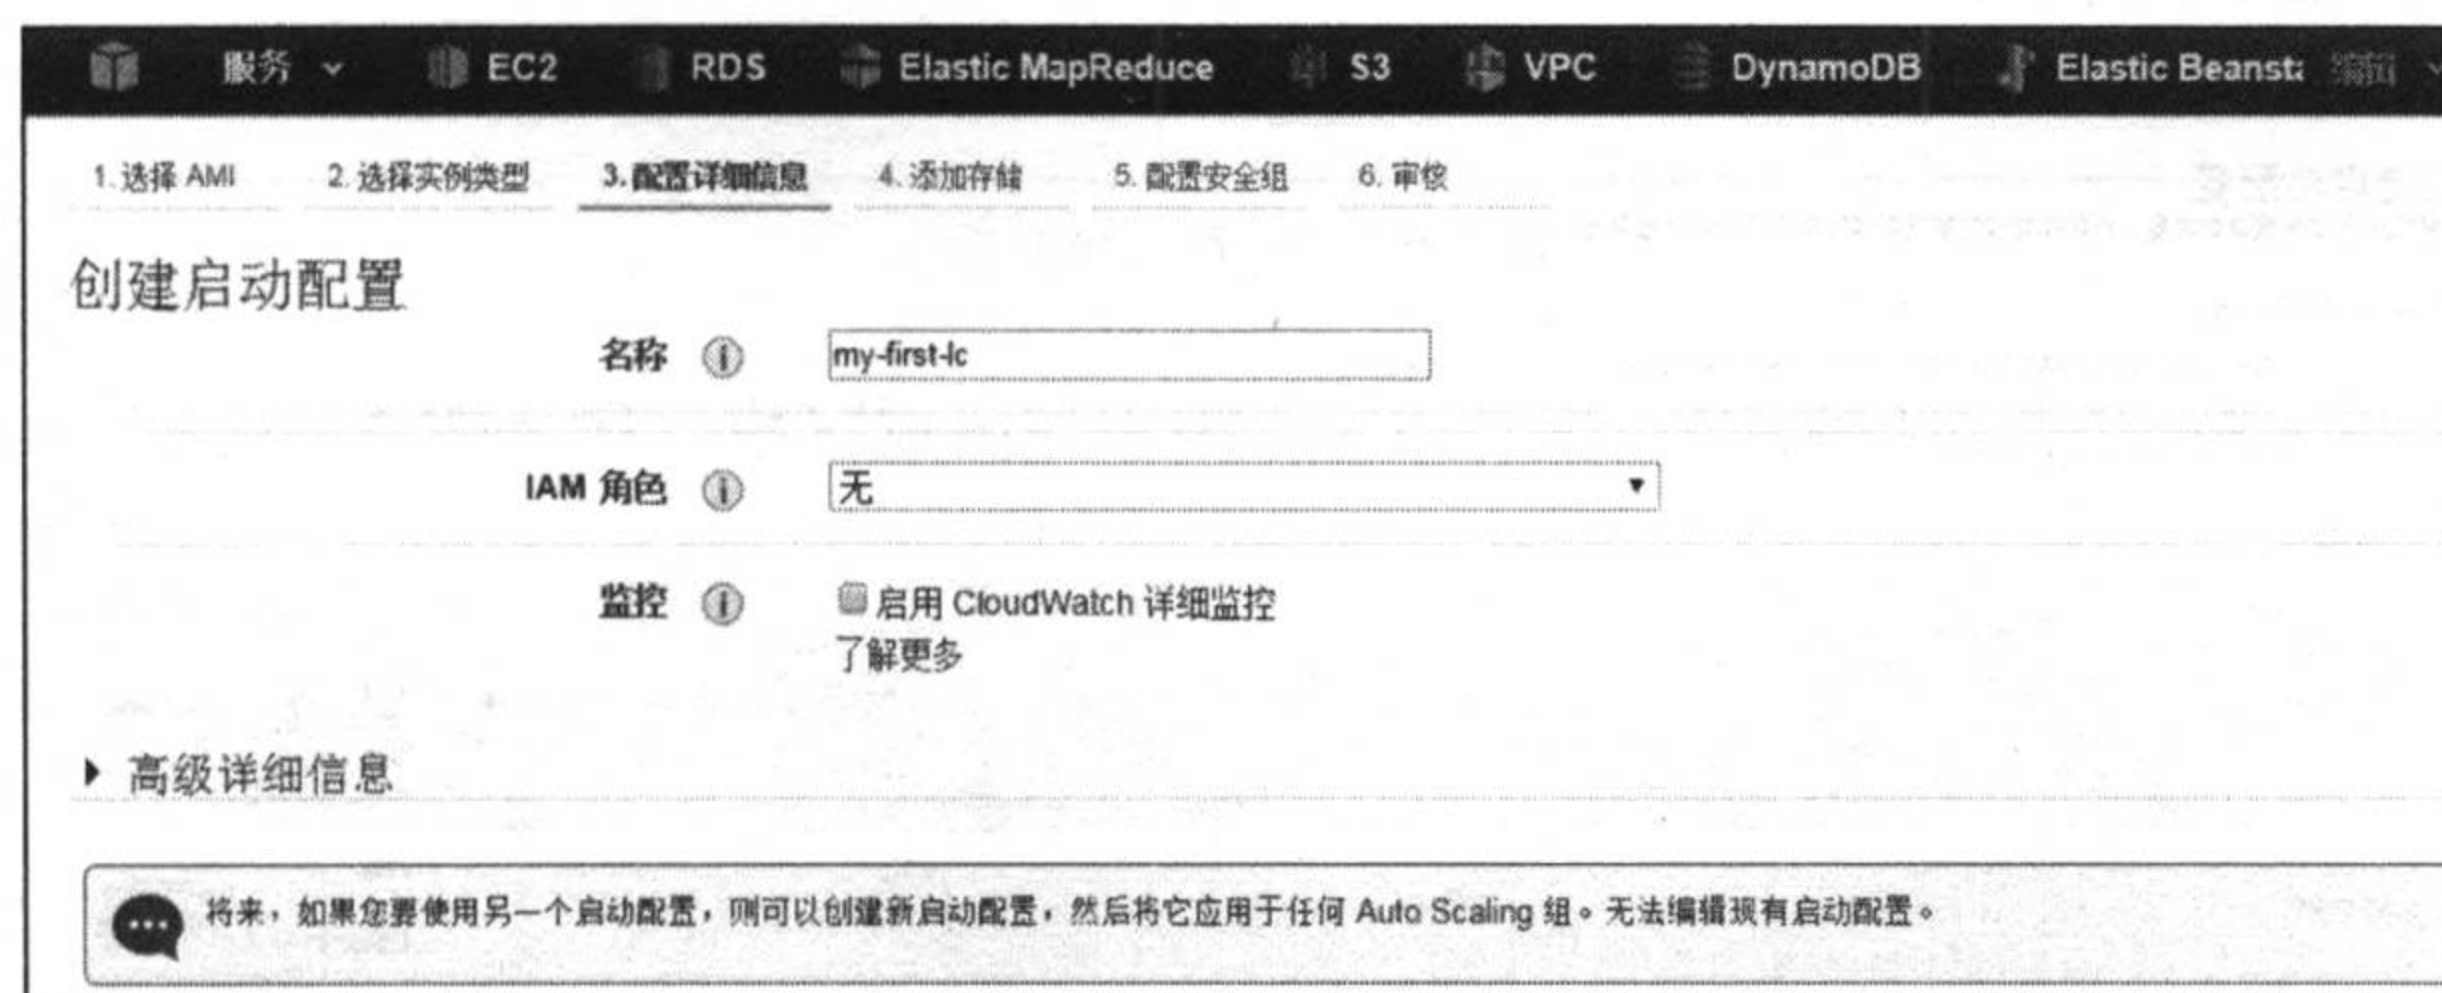 服务 EC2 RDS Elastic MapReduce S3 VPC DynamoDB Elastic Beanst 编辑
1. 选择 AMI 2. 选择实例类型 3. 配置详细信息 4. 添加存储 5. 配置安全组 6. 审核
创建启动配置
名称 my-first-lc
IAM 角色 无
监控 启用 CloudWatch 详细监控
了解更多
高级详细信息
将来，如果您要使用另一个启动配置，则可以创建新启动配置，然后将它应用于任何 Auto Scaling 组。无法编辑现有启动配置。